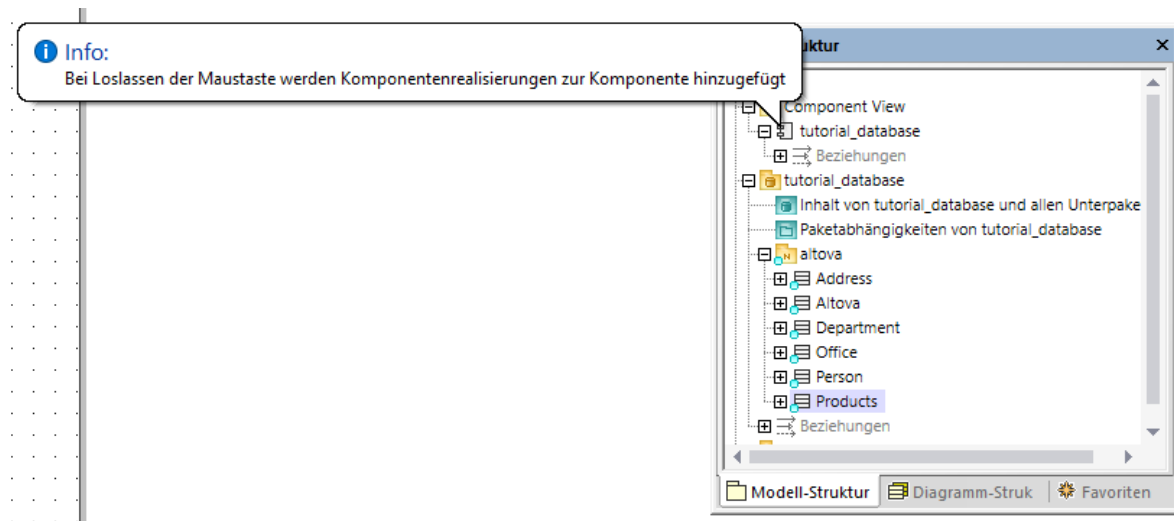 Info:
Bei Loslassen der Maustaste werden Komponentenrealisierungen zur Komponente hinzugefügt
uktur
Component View
tutorial_database
Beziehungen
tutorial_database
Inhalt von tutorial_database und allen Unterpake
Paketabhängigkeiten von tutorial_database
altova
Address
Altova
Department
Office
Person
Products
Beziehungen
Modell-Struktur Diagramm-Struk Favoriten